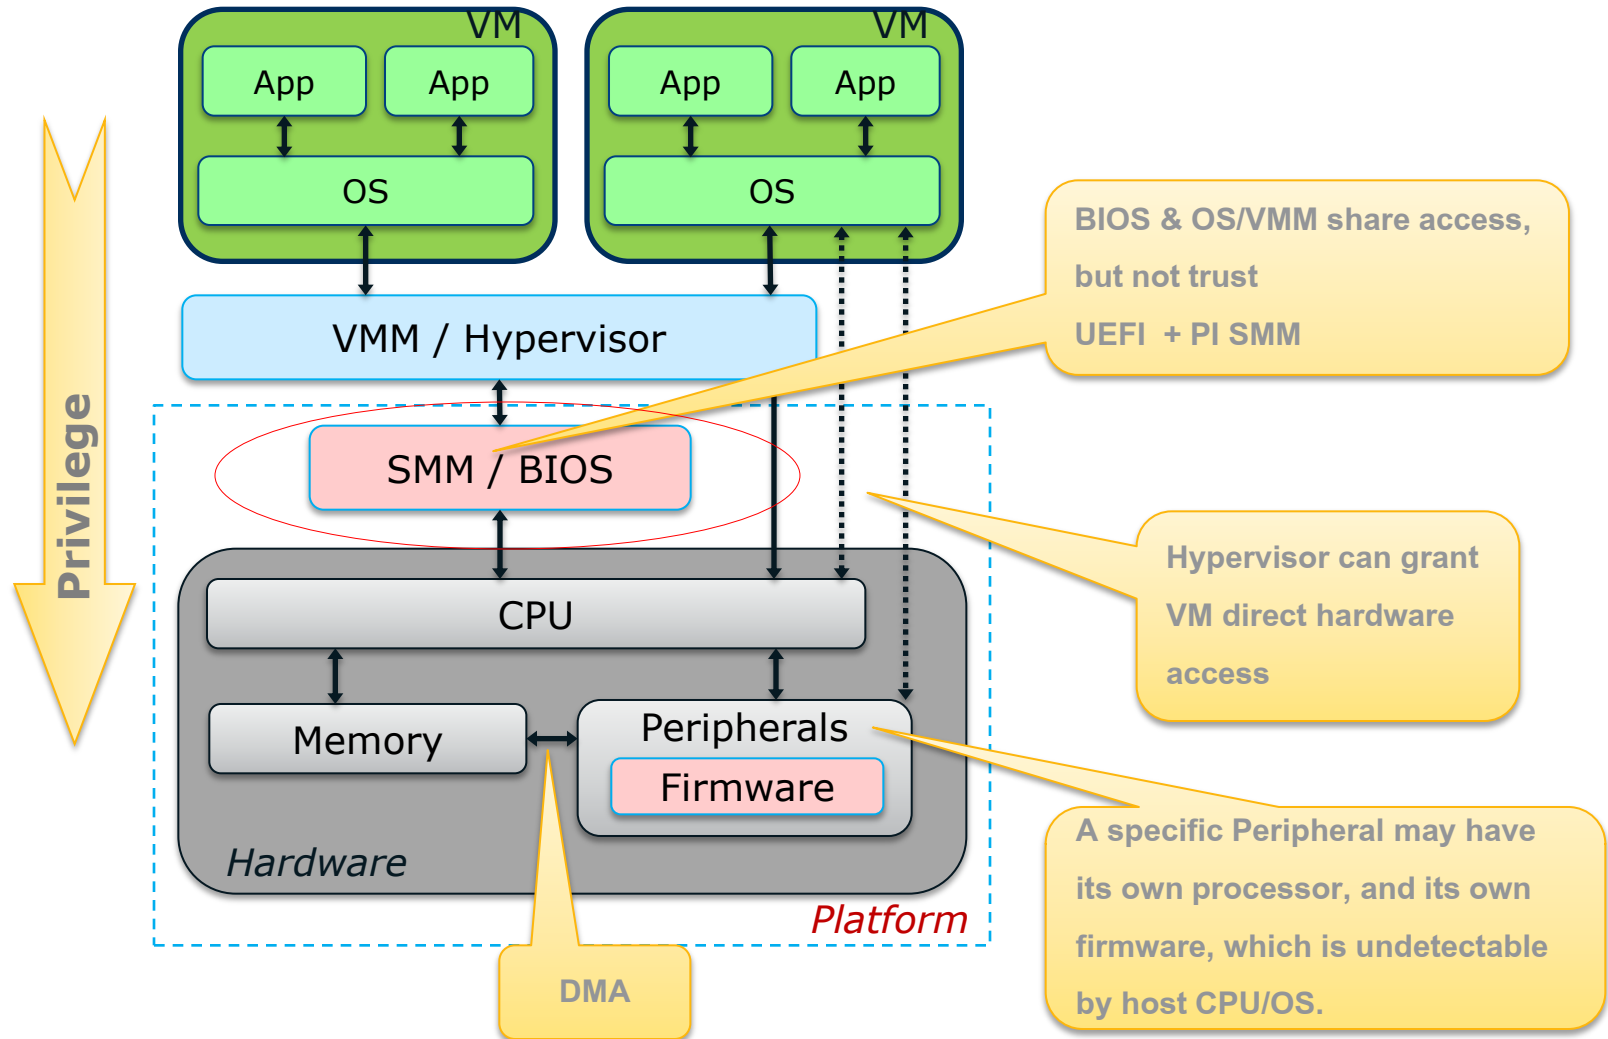 VM
VM
App
App
App
App
OS
OS
BIOS & OS/VMM share access,
but not trust
UEFI + PI SMM
VMM / Hypervisor
Privilege
SMM / BIOS
Hypervisor can grant
VM direct hardware
access
CPU
Memory
Peripherals
Firmware
Hardware
Platform
A specific Peripheral may have
its own processor, and its own
firmware, which is undetectable
by host CPU/OS.
DMA